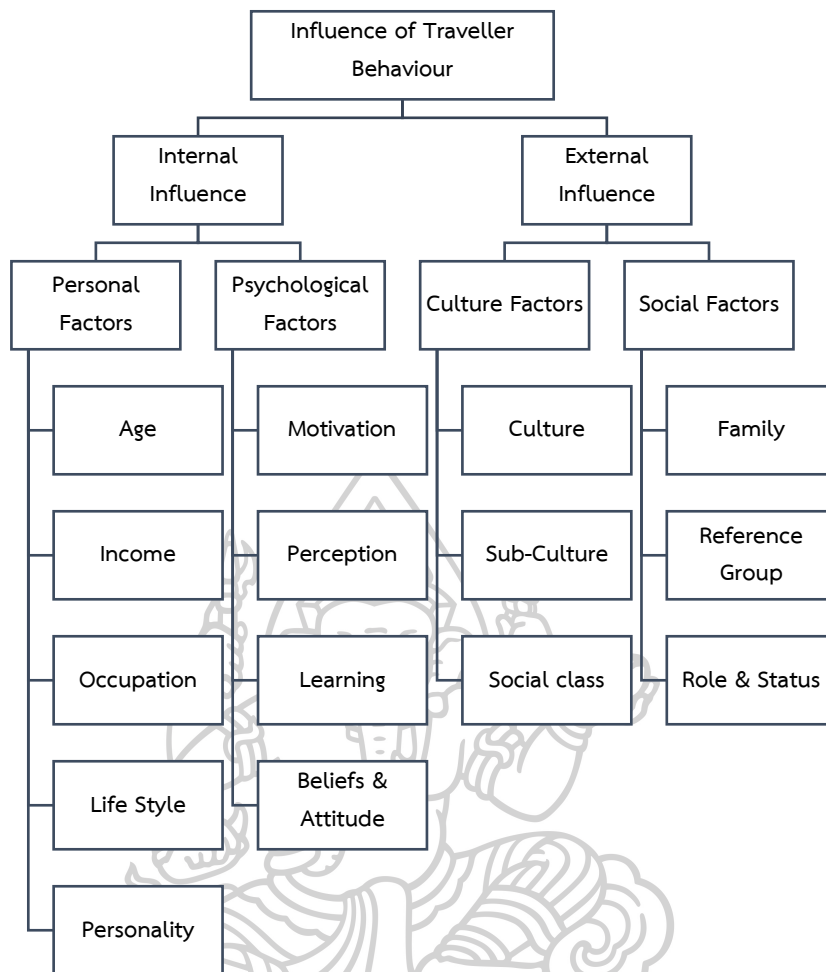 Influence of Traveller
Behaviour
Internal
Influence
External
Influence
Personal
Factors
Psychological
Factors
Culture Factors
Social Factors
Age
Motivation
Culture
Family
Income
Perception
Sub-Culture
Reference
Group
Occupation
Learning
Social class
Role & Status
Life Style
Beliefs &
Attitude
Personality